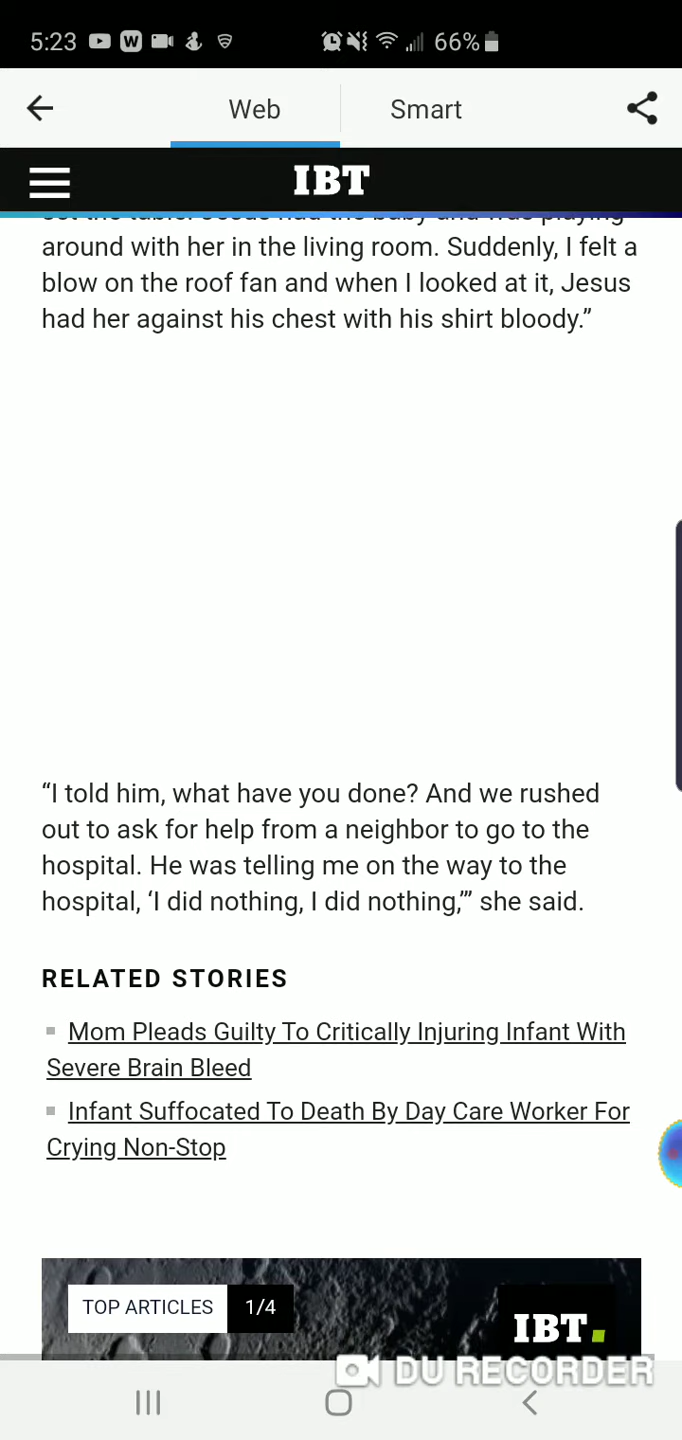 5:23 W 66%
Web Smart
IBT
around with her in the living room. Suddenly, I felt a
blow on the roof fan and when I looked at it, Jesus
had her against his chest with his shirt bloody.”
“I told him, what have you done? And we rushed
out to ask for help from a neighbor to go to the
hospital. He was telling me on the way to the
hospital, ‘I did nothing, I did nothing,’” she said.
RELATED STORIES
Mom Pleads Guilty To Critically Injuring Infant With
Severe Brain Bleed
Infant Suffocated To Death By Day Care Worker For
Crying Non-Stop
TOP ARTICLES 1/4
IBT
DU RECORDER